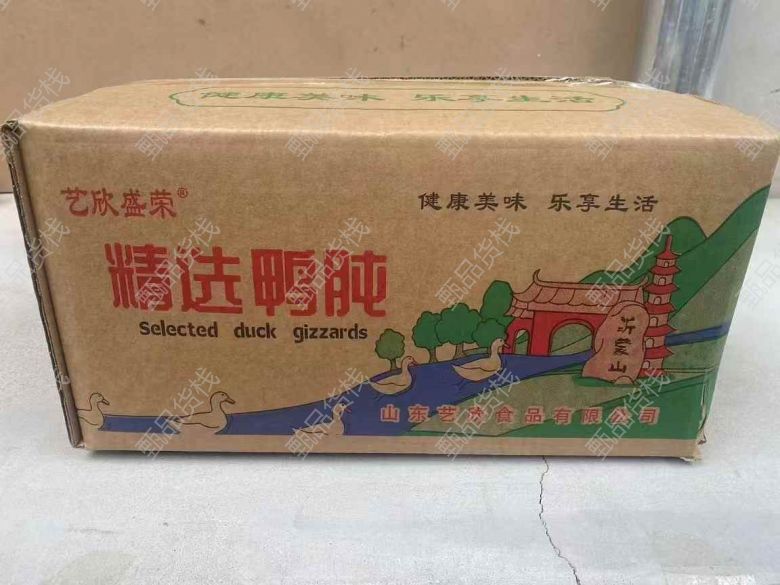 健康美味 乐享生活
艺欣盛荣®
健康美味 乐享生活
精选鸭肫
Selected duck gizzards
沂蒙山
山东艺欣食品有限公司
甄品货栈